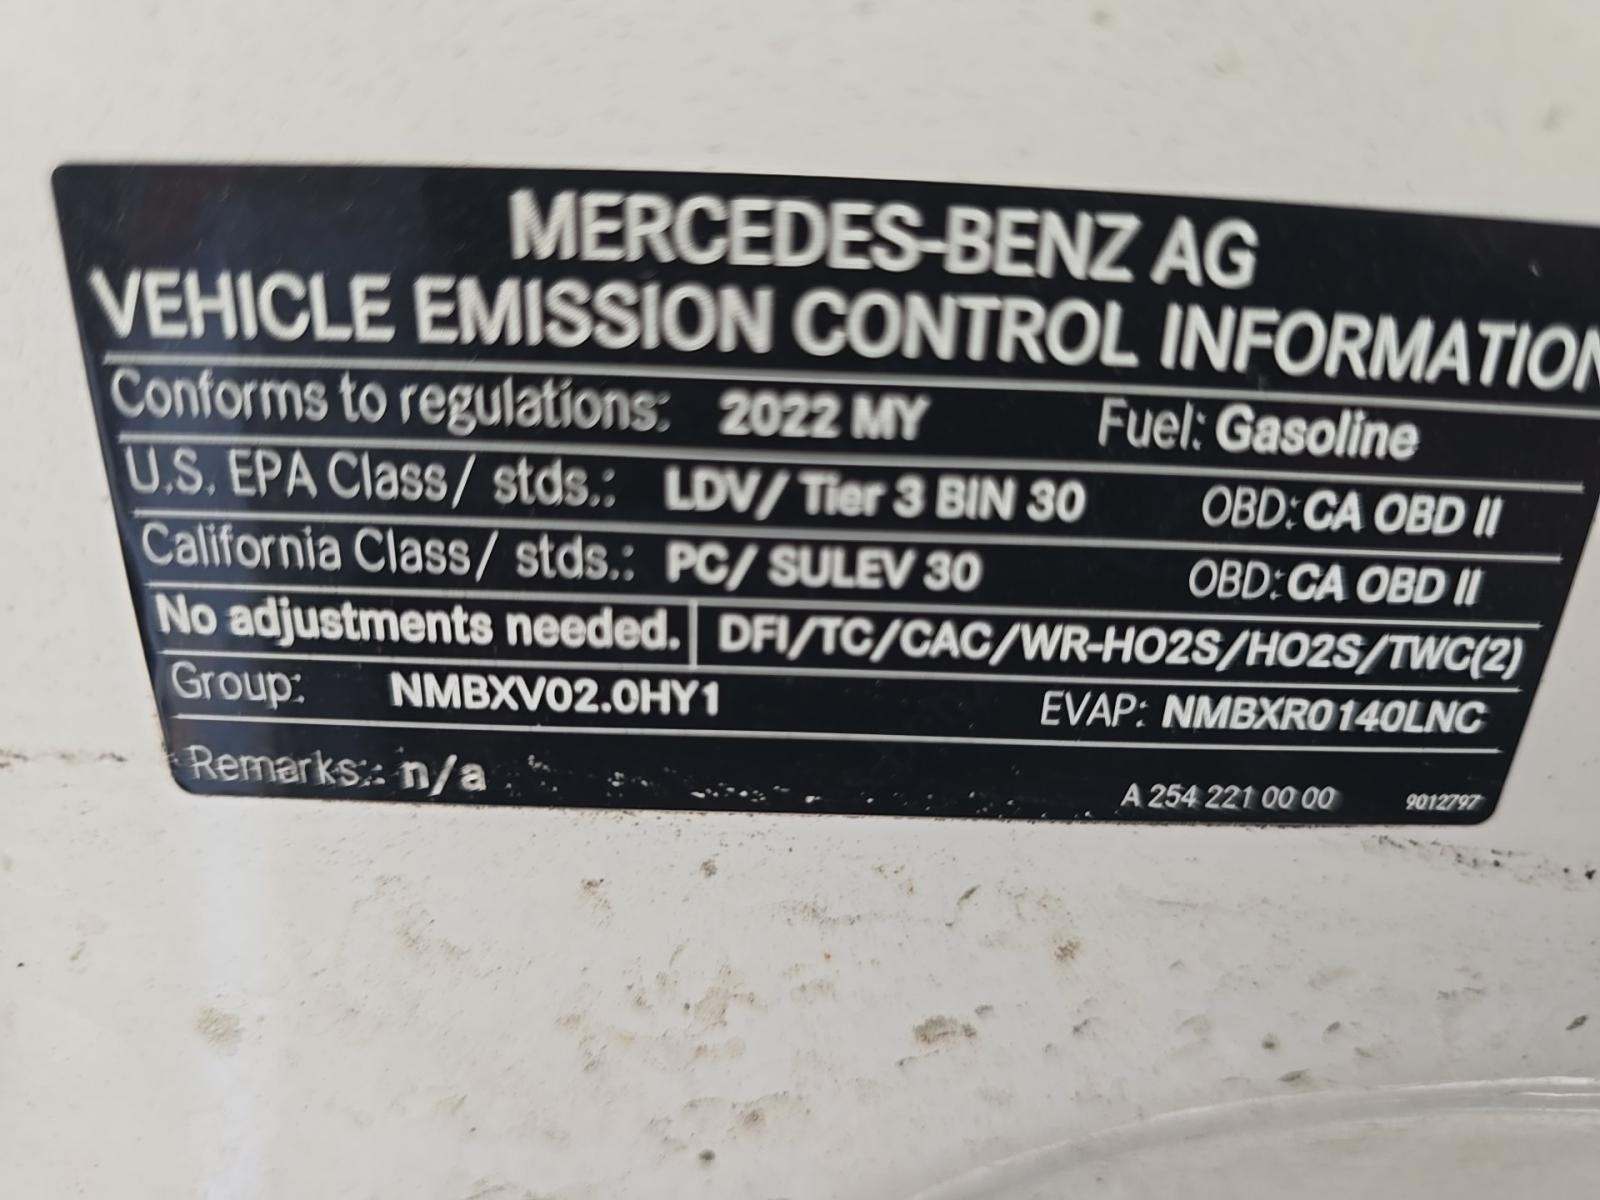 MERCEDES-BENZ AG
VEHICLE EMISSION CONTROL INFORMATION
Conforms to regulations: 2022 MY Fuel: Gasoline
U.S. EPA Class/ stds.: LDV/ Tier 3 BIN 30 OBD: CA OBD II
California Class/ stds.: PC/ SULEV 30 OBD: CA OBD II
No adjustments needed. DFI/TC/CAC/WR-HO2S/HO2S/TWC(2)
Group: NMBXV02.0HY1 EVAP: NMBXR0140LNC
Remarks: n/a A 254 221 00 00 9012797